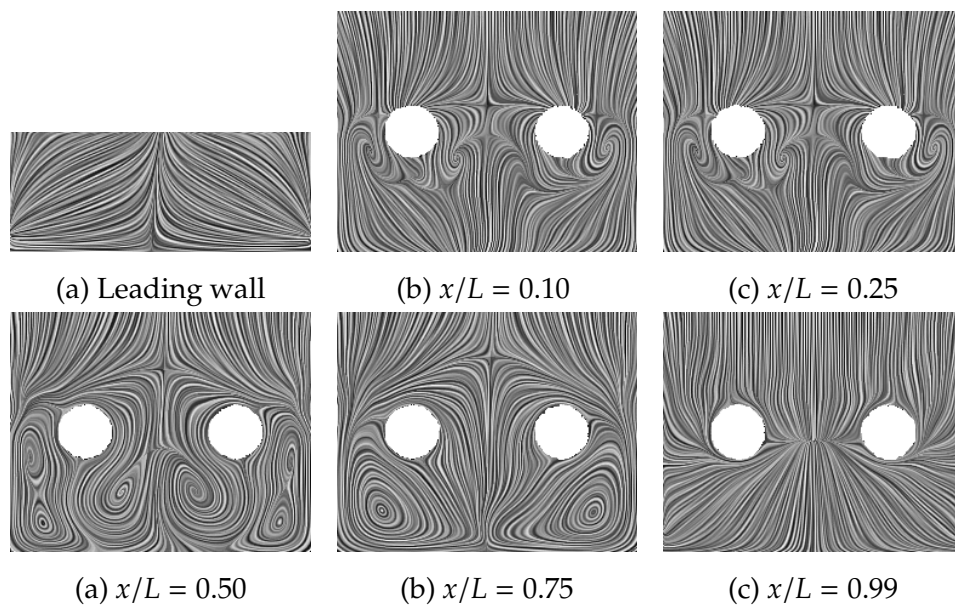 (a) Leading wall
(b) x/L = 0.10
(c) x/L = 0.25
(a) x/L = 0.50
(b) x/L = 0.75
(c) x/L = 0.99